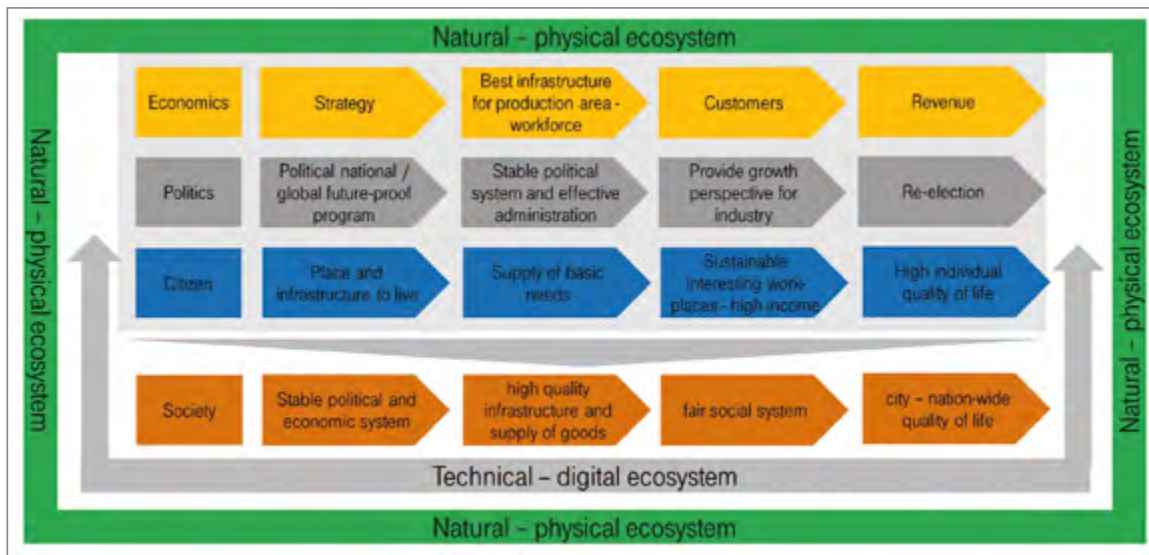 Natural – physical ecosystem
Natural – physical ecosystem
Economics
Strategy
Best infrastructure
for production area -
workforce
Customers
Revenue
Politics
Political national /
global future-proof
program
Stable political
system and effective
administration
Provide growth
perspective for
industry
Re-election
Citizen
Place and
infrastructure to live
Supply of basic
needs
Sustainable
interesting work-
places - high income
High individual
quality of life
Society
Stable political and
economic system
high quality
infrastructure and
supply of goods
fair social system
city – nation-wide
quality of life
Natural – physical ecosystem
Technical – digital ecosystem
Natural – physical ecosystem